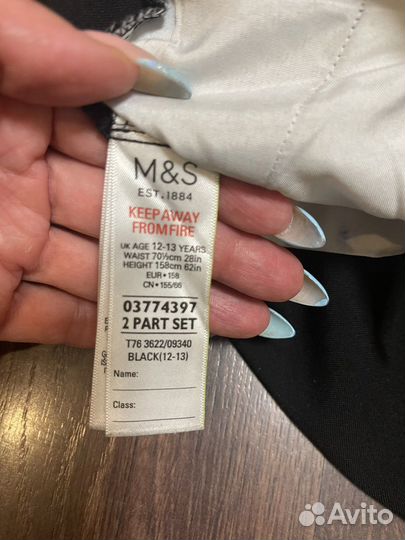 M&S
EST. 1884
KEEP AWAY
FROM FIRE
UK AGE 12-13 YEARS
WAIST 70½cm 28in
HEIGHT 158cm 62in
EUR • 158
CN • 155/66
03774397
2 PART SET
T76 3622/09340
BLACK(12-13)
Name:
Class:
Avito